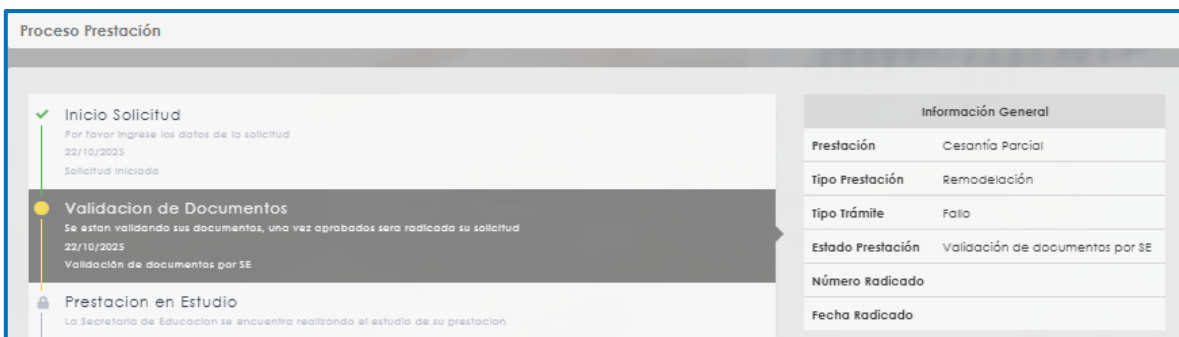 Proceso Prestación
Inicio Solicitud
Por favor ingrese los datos de la solicitud
22/10/2025
Solicitud Iniciada
Validacion de Documentos
Se estan validando sus documentos, una vez aprobados sera radicada su solicitud
22/10/2025
Validación de documentos por SE
Prestacion en Estudio
La Secretaria de Educacion se encuentra realizando el estudio de su prestacion
Información General
Prestación Cesantía Parcial
Tipo Prestación Remodelación
Tipo Trámite Fallo
Estado Prestación Validación de documentos por SE
Número Radicado
Fecha Radicado